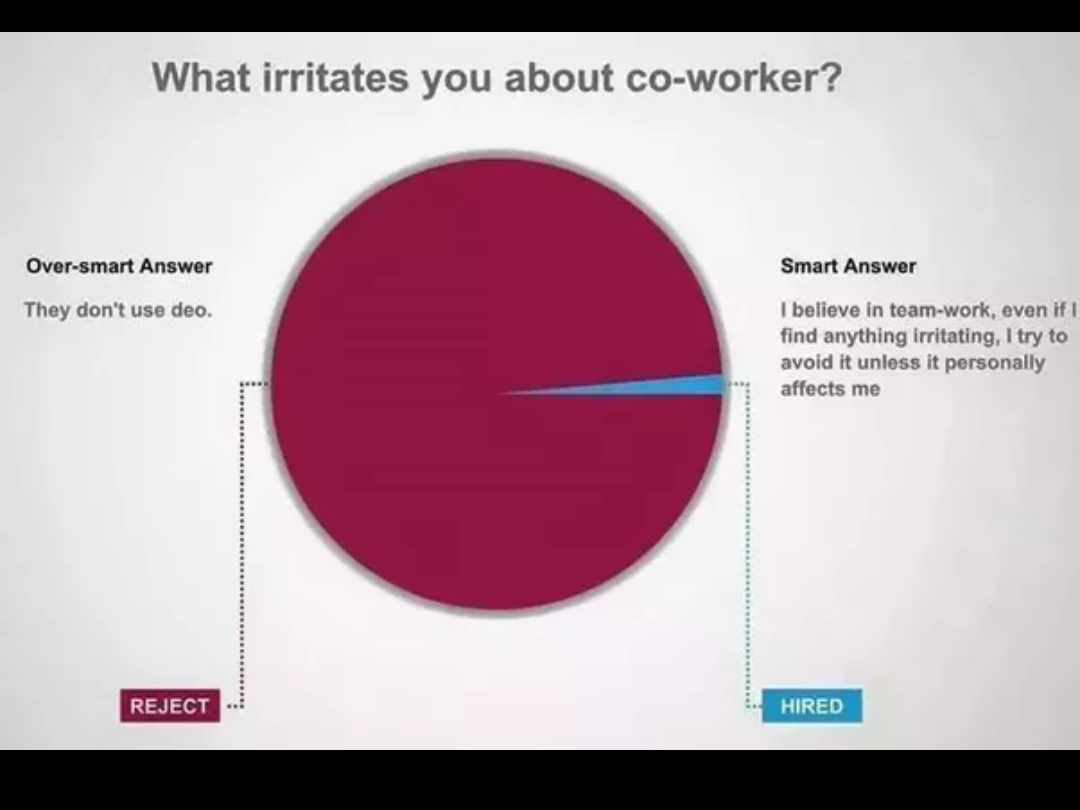 What irritates you about co-worker?
Over-smart Answer
They don't use deo.
Smart Answer
I believe in team-work, even if I
find anything irritating, I try to
avoid it unless it personally
affects me
REJECT
HIRED